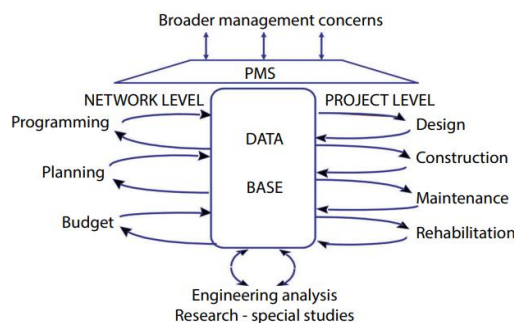 Broader management concerns
PMS
NETWORK LEVEL
PROJECT LEVEL
Programming
Planning
Budget
DATA
BASE
Design
Construction
Maintenance
Rehabilitation
Engineering analysis
Research - special studies